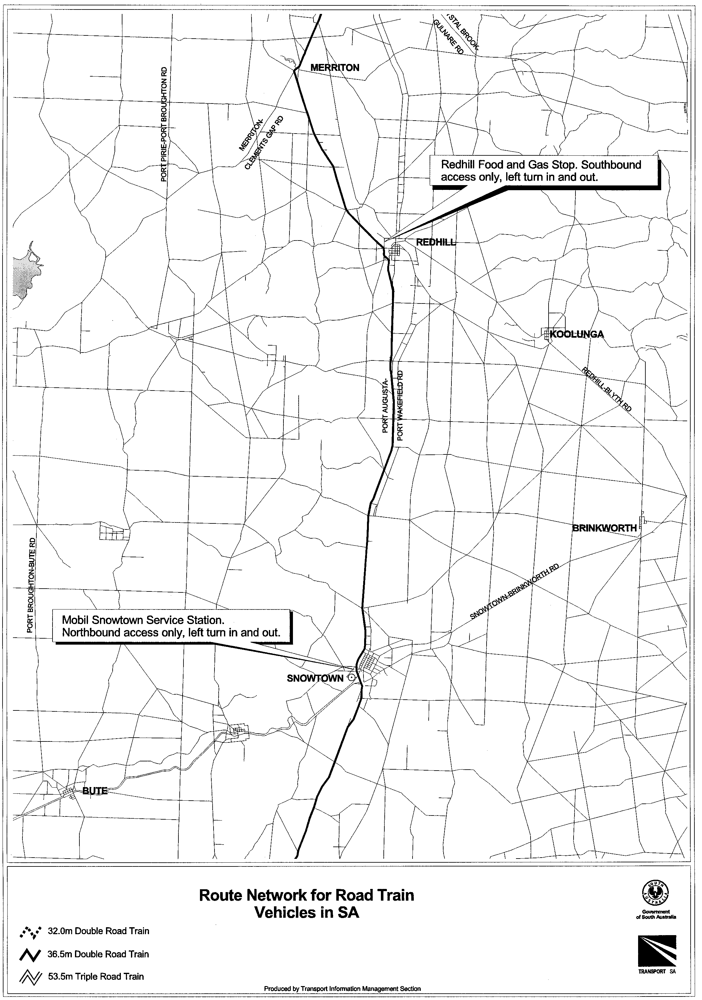 STAL BROOK-
GULNARE RD
MERRITON
PORT PIRIE-PORT BROUGHTON RD
MERRITON-
CLEMENTS GAP RD
Redhill Food and Gas Stop. Southbound
access only, left turn in and out.
REDHILL
KOOLUNGA
REDHILL-BLYTH RD
PORT AUGUSTA-
PORT WAKEFIELD RD
BRINKWORTH
PORT BROUGHTON-BUTE RD
SNOWTOWN-BRINKWORTH RD
Mobil Snowtown Service Station.
Northbound access only, left turn in and out.
SNOWTOWN
BUTE
Route Network for Road Train
Vehicles in SA
32.0m Double Road Train
36.5m Double Road Train
53.5m Triple Road Train
SOUTH
AUSTRALIA
Government
of South Australia
TRANSPORT SA
Produced by Transport Information Management Section